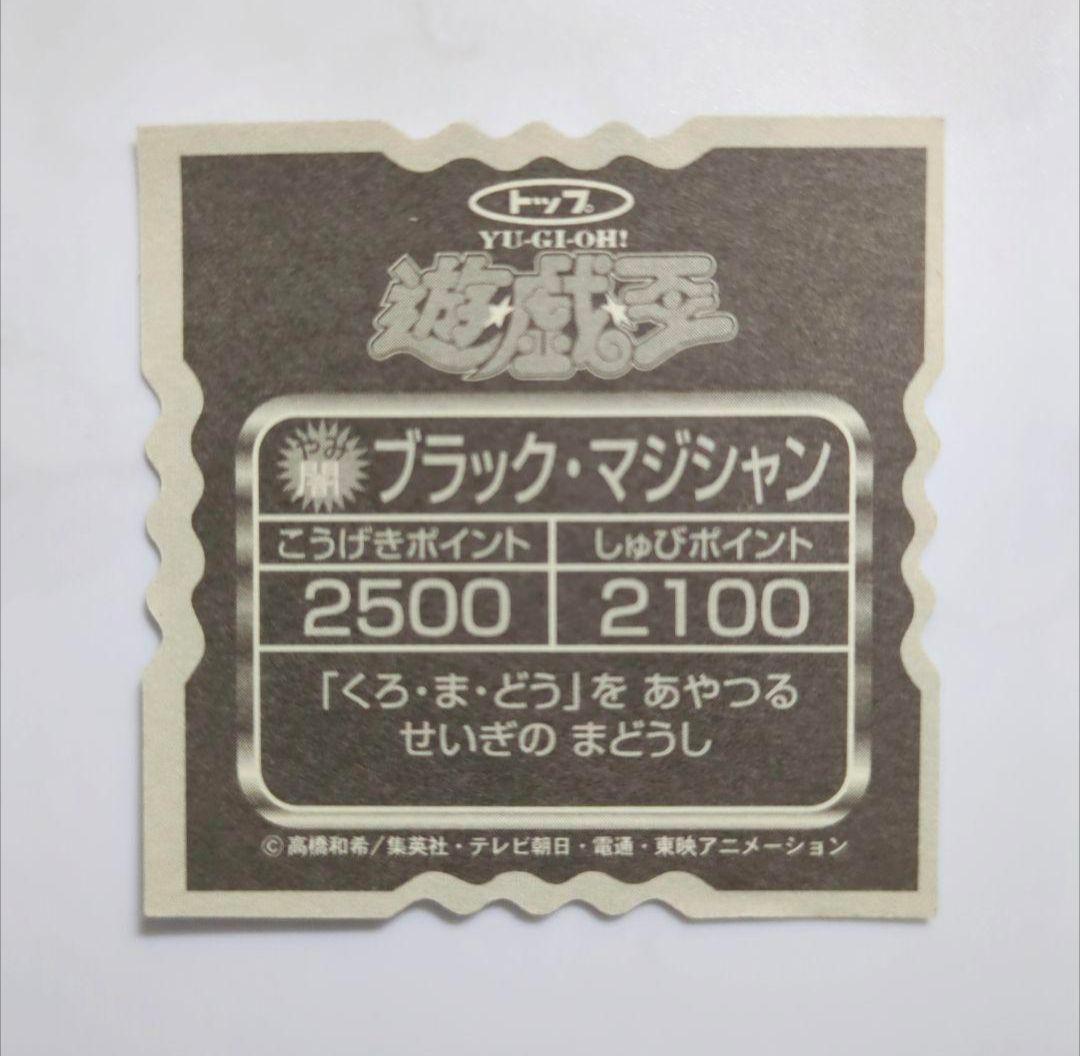 トップ
YU-GI-OH!
遊☆戯☆王
やみ
闇 ブラック・マジシャン
こうげきポイント しゅびポイント
2500 2100
「くろ・ま・どう」を あやつる
せいぎの まどうし
©高橋和希/集英社・テレビ朝日・電通・東映アニメーション